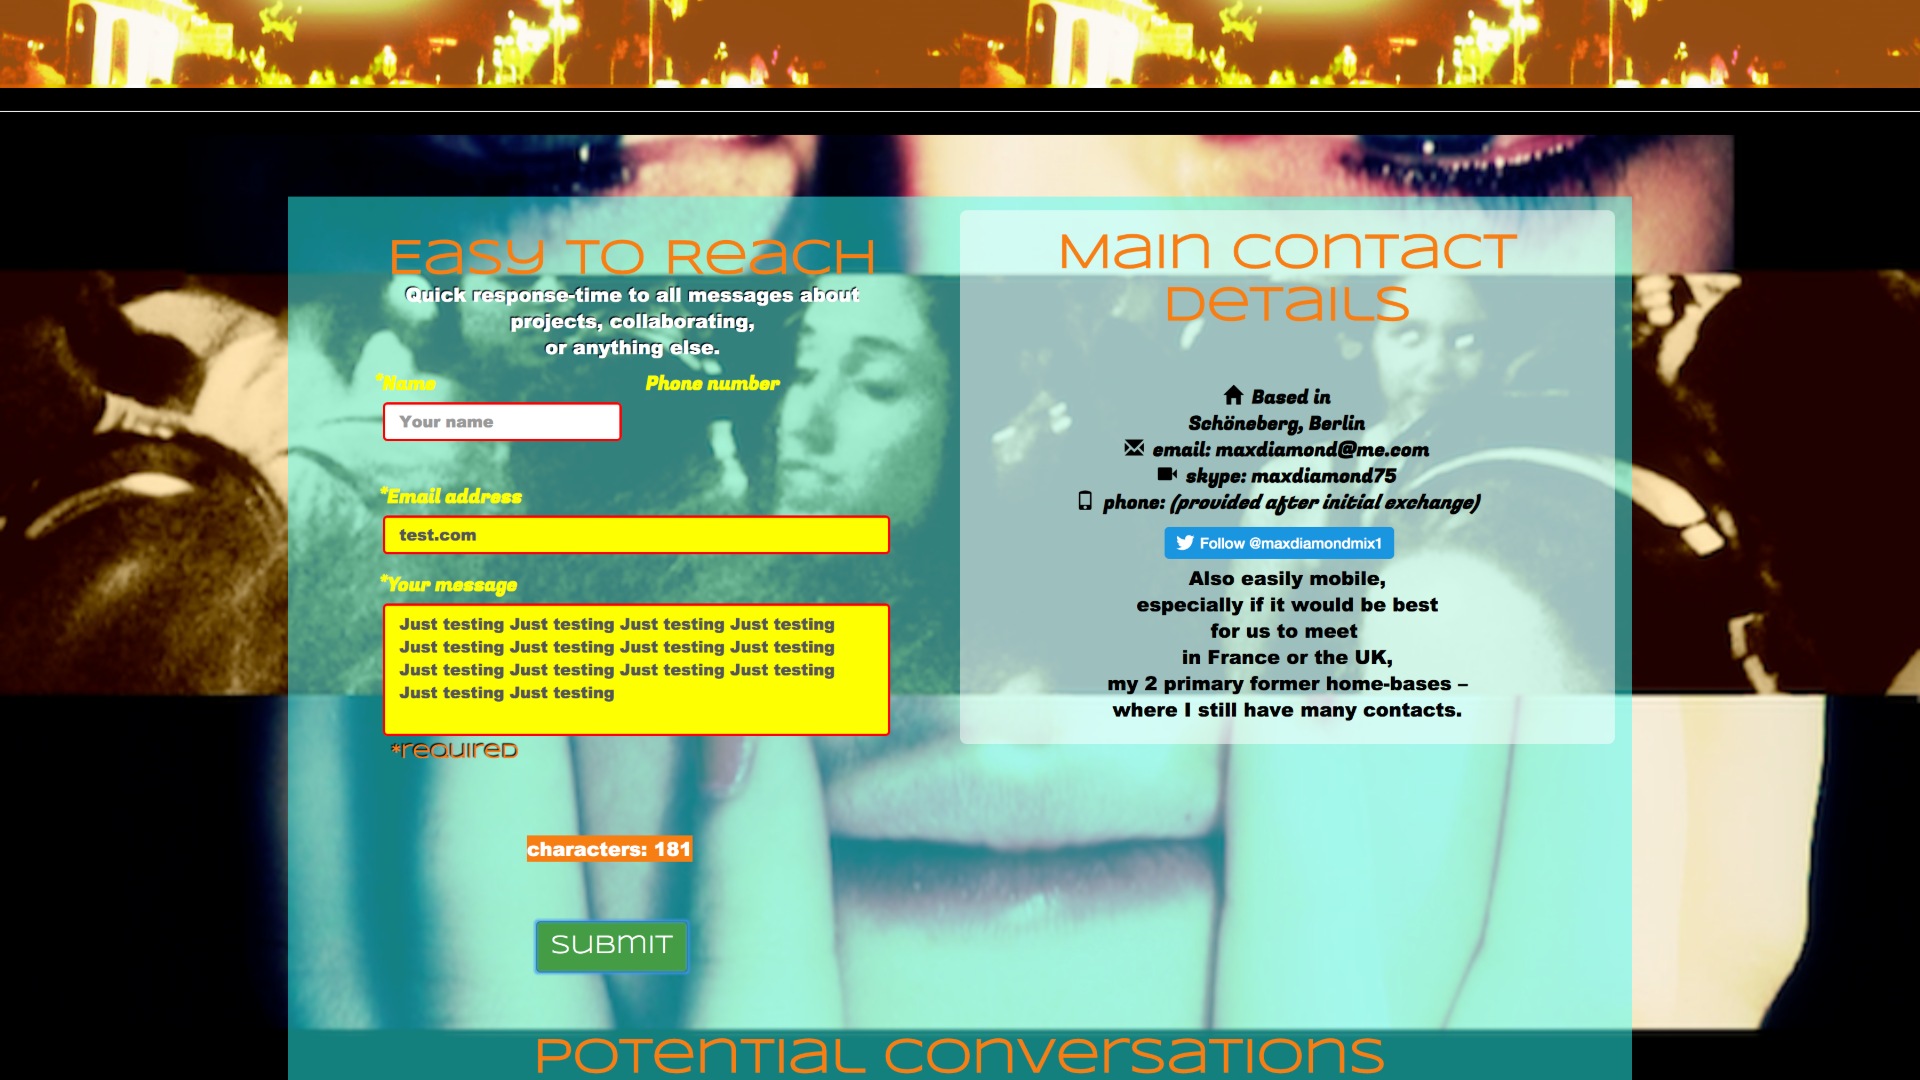 Easy to Reach
Quick response-time to all messages about
projects, collaborating,
or anything else.
*Name
Phone number
Your name
*Email address
test.com
*Your message
Just testing Just testing Just testing Just testing
Just testing Just testing Just testing Just testing
Just testing Just testing Just testing Just testing
Just testing Just testing
*required
characters: 181
SUBMIT
Main Contact
Details
Based in
Schöneberg, Berlin
email: maxdiamond@me.com
skype: maxdiamond75
phone: (provided after initial exchange)
Follow @maxdiamondmix1
Also easily mobile,
especially if it would be best
for us to meet
in France or the UK,
my 2 primary former home-bases –
where I still have many contacts.
Potential Conversations